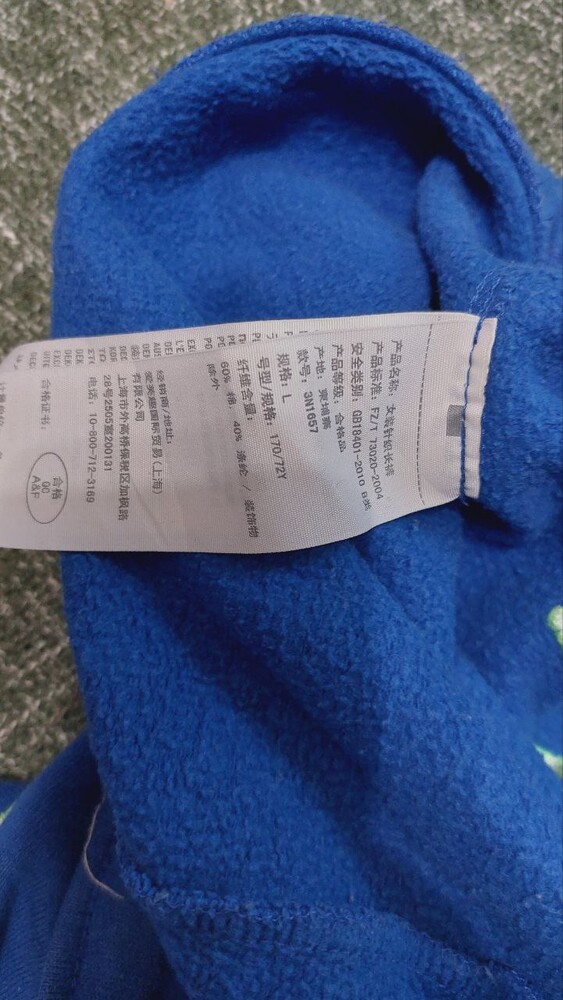 产品名称: 女装针织长裤
产品标准: FZ/T 73020-2004
安全类别: GB18401-2010 B类
产品等级: 合格品
产地: 柬埔寨
款号: 3N1657
规格: L
号型/规格: 170/72Y
纤维含量:
60% 棉, 40% 涤纶 / 装饰物
除外
经销商/地址:
爱芙趣国际贸易(上海)
有限公司
上海市外高桥保税区加枫路
28号2505室200131
电话: 10-800-712-3169
合格证书:
合格
QC
A&F